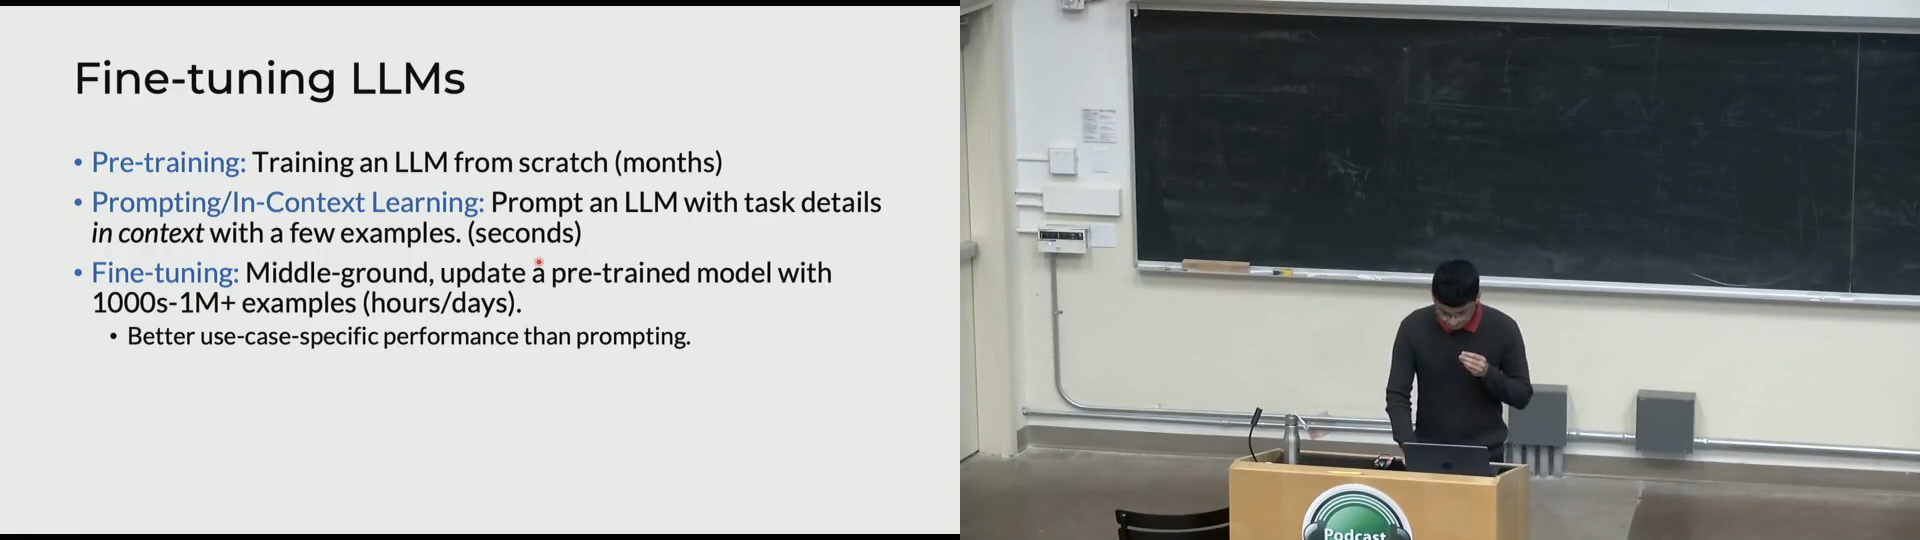 Fine-tuning LLMs
• Pre-training: Training an LLM from scratch (months)
• Prompting/In-Context Learning: Prompt an LLM with task details
in context with a few examples. (seconds)
• Fine-tuning: Middle-ground, update a pre-trained model with
1000s-1M+ examples (hours/days).
• Better use-case-specific performance than prompting.
Podcast